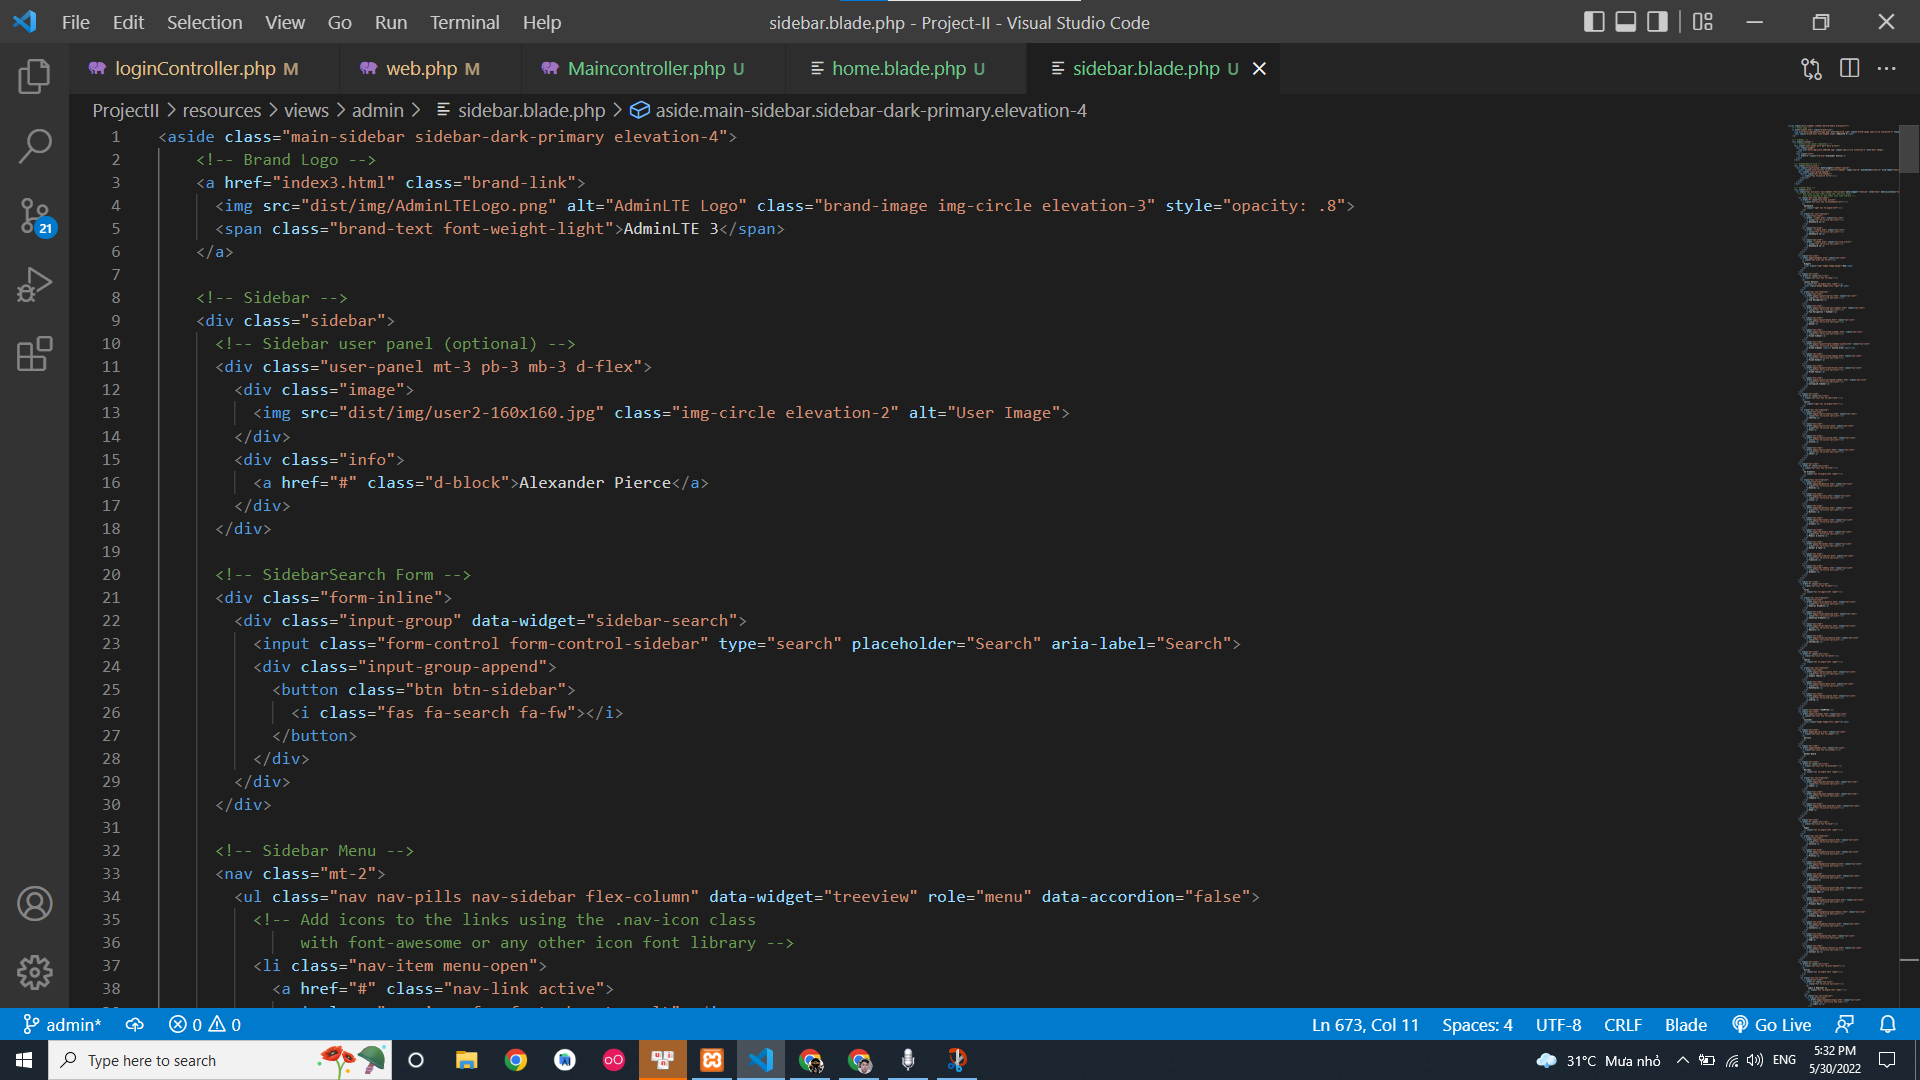 File Edit Selection View Go Run Terminal Help
sidebar.blade.php - Project-II - Visual Studio Code
loginController.php M
web.php M
Maincontroller.php U
home.blade.php U
sidebar.blade.php U
ProjectII > resources > views > admin > sidebar.blade.php > aside.main-sidebar.sidebar-dark-primary.elevation-4
1 <aside class="main-sidebar sidebar-dark-primary elevation-4">
2 <!-- Brand Logo -->
3 <a href="index3.html" class="brand-link">
4 <img src="dist/img/AdminLTELogo.png" alt="AdminLTE Logo" class="brand-image img-circle elevation-3" style="opacity: .8">
5 <span class="brand-text font-weight-light">AdminLTE 3</span>
6 </a>
7
8 <!-- Sidebar -->
9 <div class="sidebar">
10 <!-- Sidebar user panel (optional) -->
11 <div class="user-panel mt-3 pb-3 mb-3 d-flex">
12 <div class="image">
13 <img src="dist/img/user2-160x160.jpg" class="img-circle elevation-2" alt="User Image">
14 </div>
15 <div class="info">
16 <a href="#" class="d-block">Alexander Pierce</a>
17 </div>
18 </div>
19
20 <!-- SidebarSearch Form -->
21 <div class="form-inline">
22 <div class="input-group" data-widget="sidebar-search">
23 <input class="form-control form-control-sidebar" type="search" placeholder="Search" aria-label="Search">
24 <div class="input-group-append">
25 <button class="btn btn-sidebar">
26 <i class="fas fa-search fa-fw"></i>
27 </button>
28 </div>
29 </div>
30 </div>
31
32 <!-- Sidebar Menu -->
33 <nav class="mt-2">
34 <ul class="nav nav-pills nav-sidebar flex-column" data-widget="treeview" role="menu" data-accordion="false">
35 <!-- Add icons to the links using the .nav-icon class
36 with font-awesome or any other icon font library -->
37 <li class="nav-item menu-open">
38 <a href="#" class="nav-link active">
21
admin* 0 0
Ln 673, Col 11 Spaces: 4 UTF-8 CRLF Blade Go Live
Type here to search
31°C Mưa nhỏ ENG
5:32 PM
5/30/2022